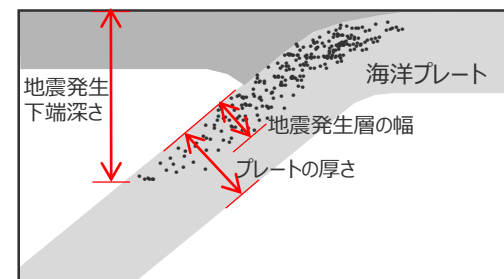 海洋プレート
地震発生
下端深さ
地震発生層の幅
プレートの厚さ